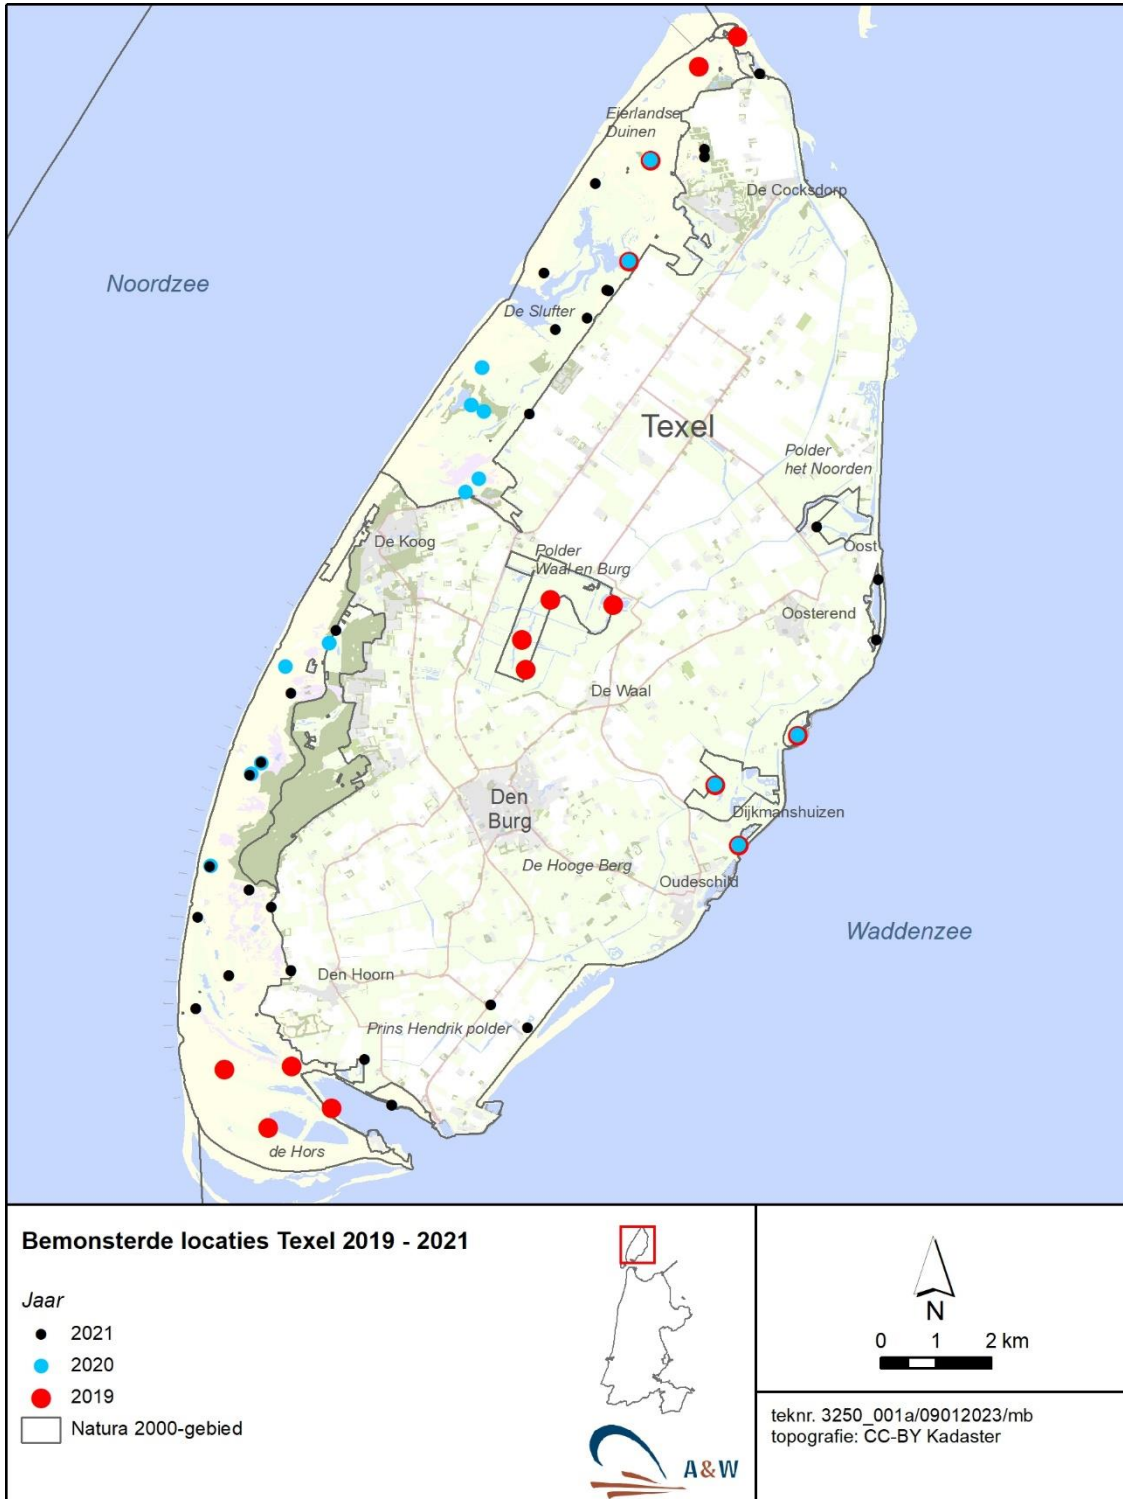 Eierlandse
Duinen
De Cocksdorp
Noordzee
De Slufter
Texel
Polder
het Noorden
De Koog
Polder
Waal en Burg
Oost
Oosterend
De Waal
Den
Burg
Dijkmanshuizen
De Hooge Berg
Oudeschild
Waddenzee
Den Hoorn
Prins Hendrik polder
de Hors
Bemonsterde locaties Texel 2019 - 2021
Jaar
2021
2020
2019
Natura 2000-gebied
A&W
N
0 1 2 km
teknr. 3250_001a/09012023/mb
topografie: CC-BY Kadaster